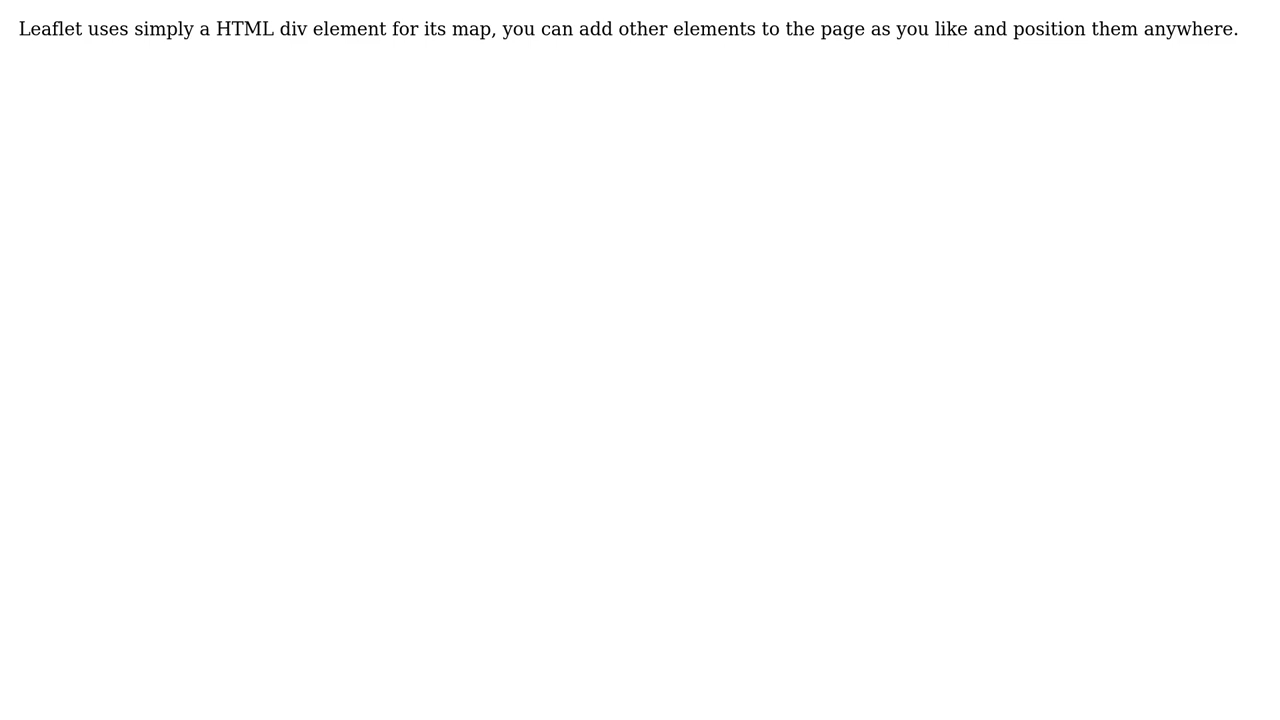 Leaflet uses simply a HTML div element for its map, you can add other elements to the page as you like and position them anywhere.